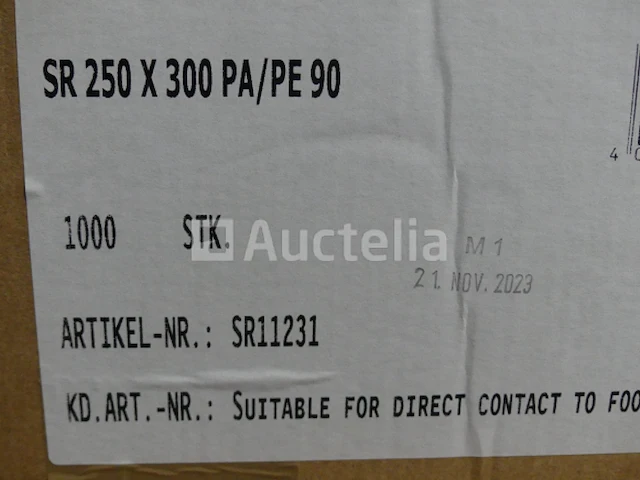 SR 250 X 300 PA/PE 90
4
1000 STK.
Auctelia
M 1
21. NOV. 2023
ARTIKEL-NR.: SR11231
KD.ART.-NR.: SUITABLE FOR DIRECT CONTACT TO